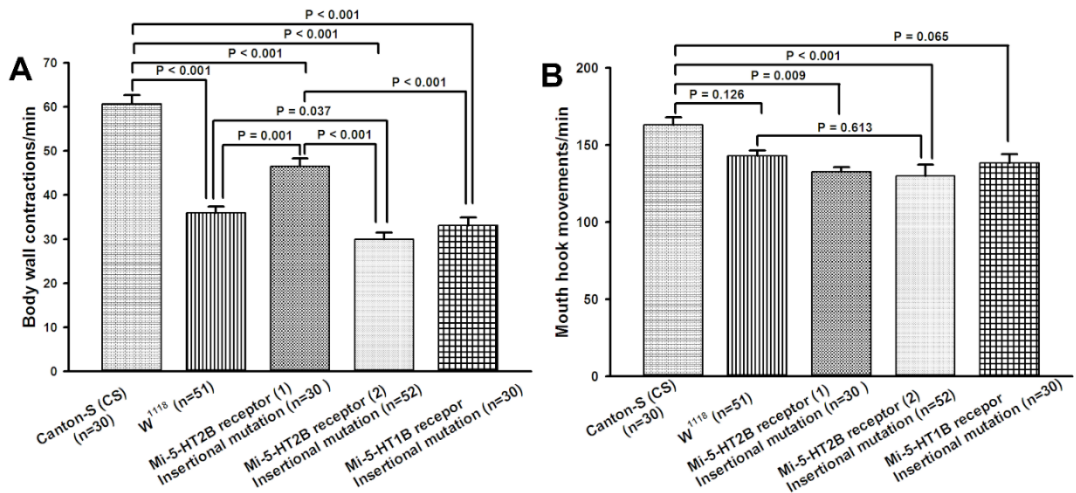 A
P < 0.001
P < 0.001
P < 0.001
P < 0.001
P < 0.001
P = 0.037
P = 0.001
P < 0.001
Body wall contractions/min
70
60
50
40
30
20
10
0
Canton-S (CS)
(n=30)
W1118 (n=51)
Mi-5-HT2B receptor (1)
Insertional mutation (n=30 )
Mi-5-HT2B receptor (2)
Insertional mutation (n=52)
Mi-5-HT1B recepor
Insertional mutation (n=30)
B
P = 0.065
P < 0.001
P = 0.009
P = 0.126
P = 0.613
Mouth hook movements/min
200
150
100
50
0
Canton-S (CS)
(n=30)
W1118 (n=51)
Mi-5-HT2B receptor (1)
Insertional mutation (n=30 )
Mi-5-HT2B receptor (2)
Insertional mutation (n=52)
Mi-5-HT1B recepor
Insertional mutation (n=30)